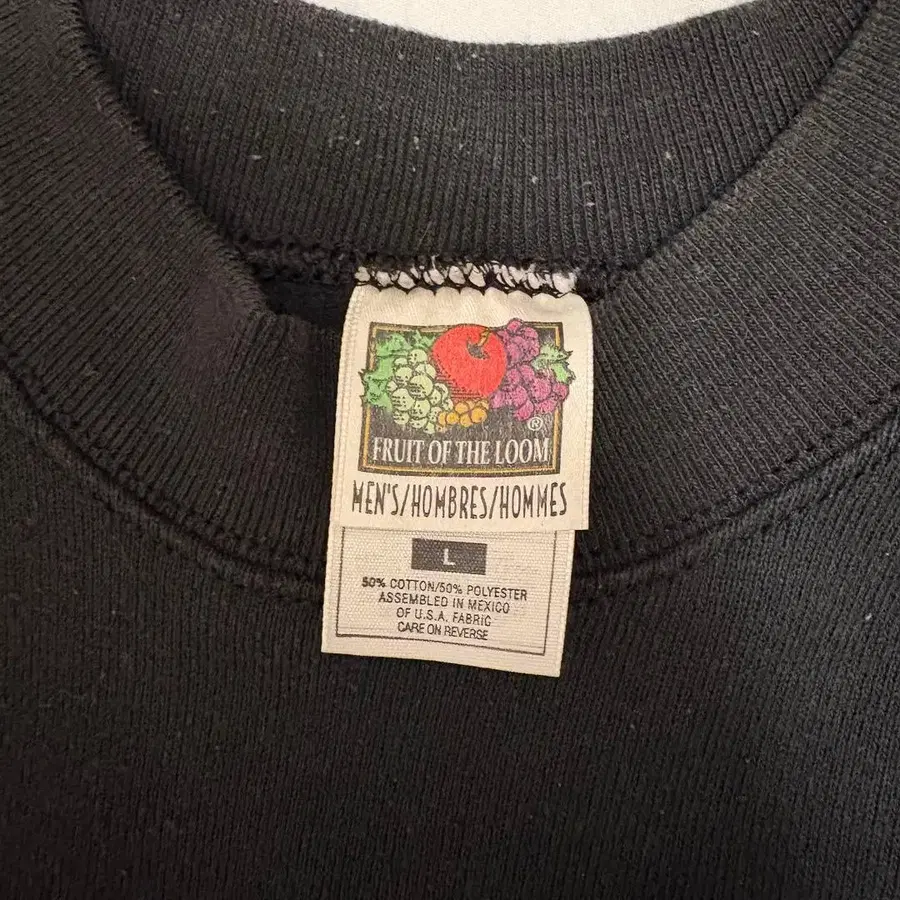 ®
FRUIT OF THE LOOM
MEN'S/HOMBRES/HOMMES
L
50% COTTON/50% POLYESTER
ASSEMBLED IN MEXICO
OF U.S.A. FABRIC
CARE ON REVERSE